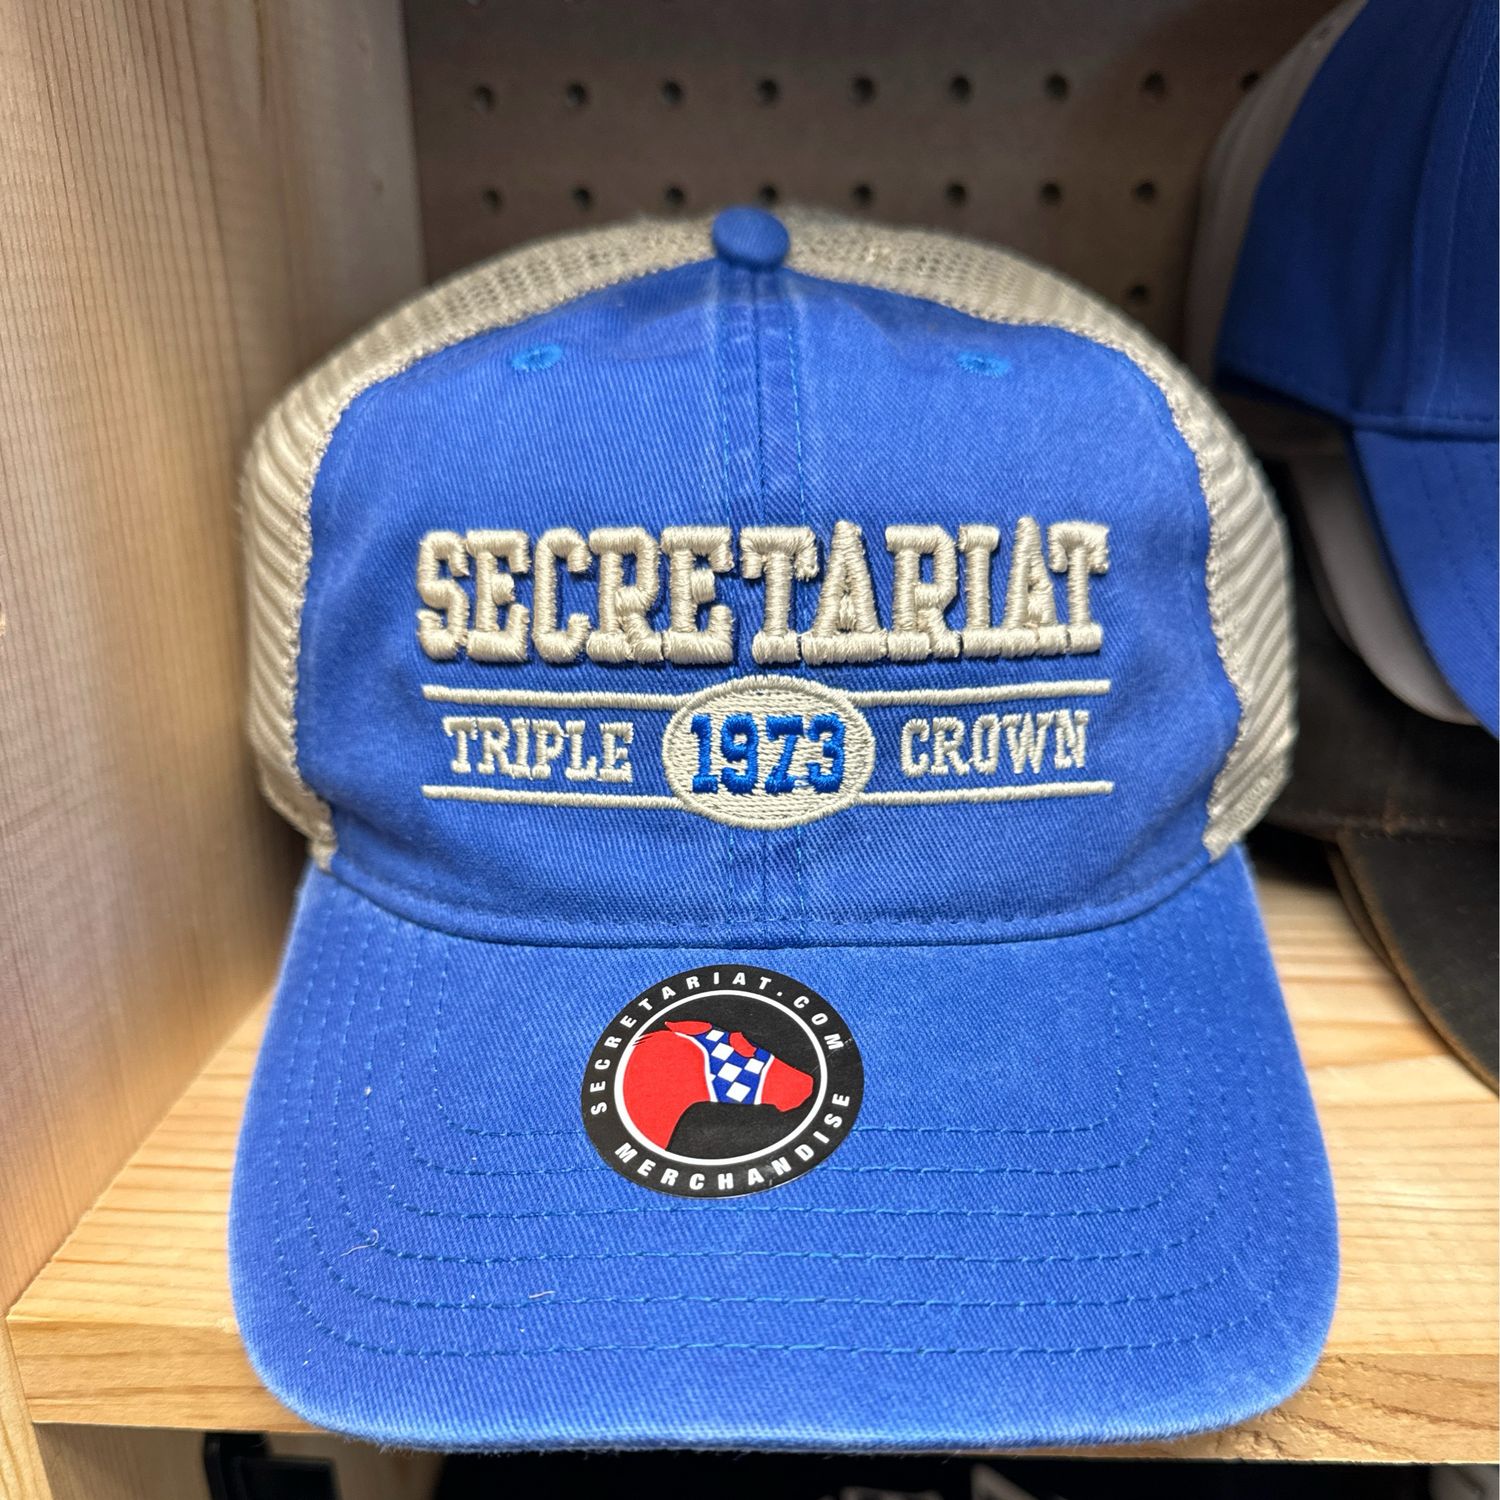 SECRETARIAT
TRIPLE 1973 CROWN
SECRETARIAT.COM
MERCHANDISE